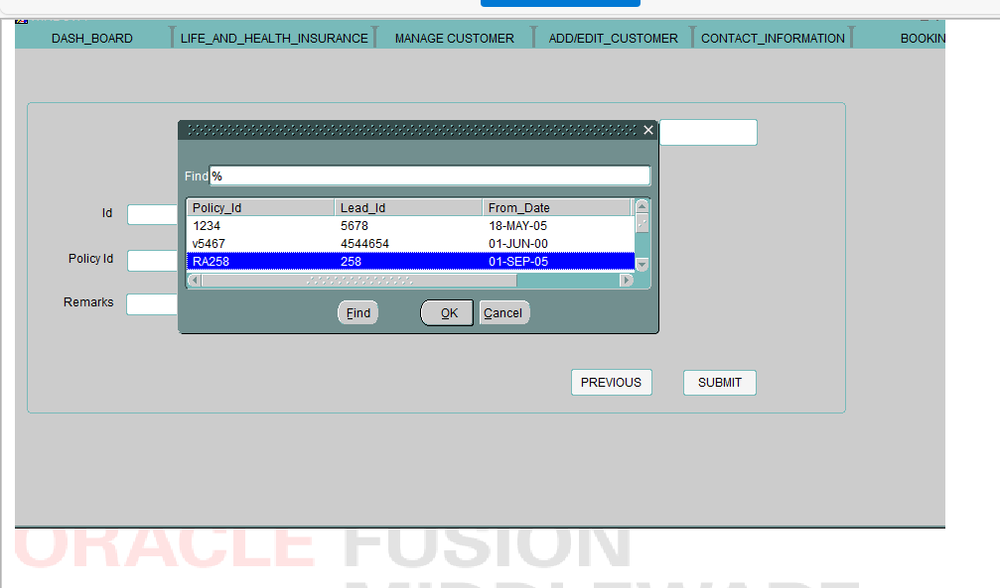 DASH_BOARD LIFE_AND_HEALTH_INSURANCE MANAGE CUSTOMER ADD/EDIT_CUSTOMER CONTACT_INFORMATION BOOKIN
Find %
Policy_Id Lead_Id From_Date
1234 5678 18-MAY-05
v5467 4544654 01-JUN-00
RA258 258 01-SEP-05
Find OK Cancel
Id
Policy Id
Remarks
PREVIOUS SUBMIT
ORACLE FUSION
MIDDLEWARE